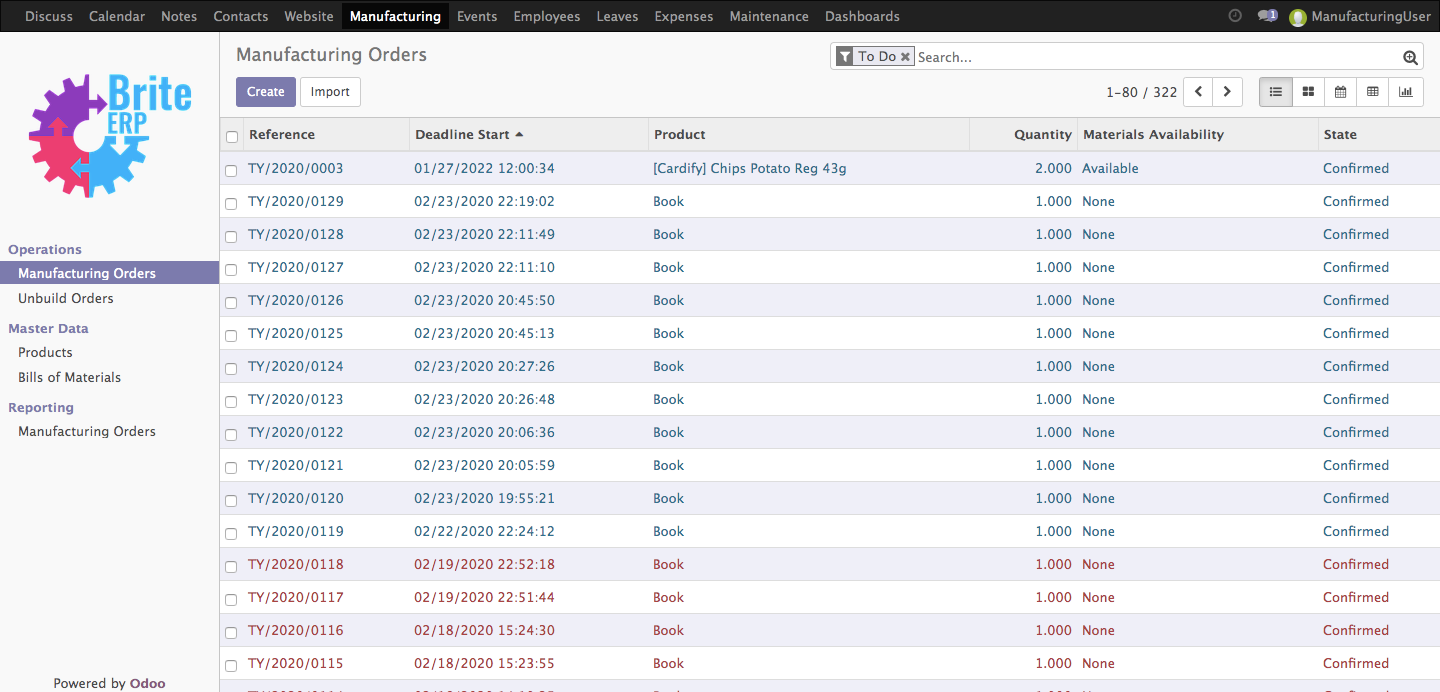 Discuss Calendar Notes Contacts Website Manufacturing Events Employees Leaves Expenses Maintenance Dashboards 1 ManufacturingUser
Brite
ERP
Operations
Manufacturing Orders
Unbuild Orders
Master Data
Products
Bills of Materials
Reporting
Manufacturing Orders
Powered by Odoo
Manufacturing Orders
To Do Search...
Create Import
1-80 / 322
Reference Deadline Start Product Quantity Materials Availability State
TY/2020/0003 01/27/2022 12:00:34 [Cardify] Chips Potato Reg 43g 2.000 Available Confirmed
TY/2020/0129 02/23/2020 22:19:02 Book 1.000 None Confirmed
TY/2020/0128 02/23/2020 22:11:49 Book 1.000 None Confirmed
TY/2020/0127 02/23/2020 22:11:10 Book 1.000 None Confirmed
TY/2020/0126 02/23/2020 20:45:50 Book 1.000 None Confirmed
TY/2020/0125 02/23/2020 20:45:13 Book 1.000 None Confirmed
TY/2020/0124 02/23/2020 20:27:26 Book 1.000 None Confirmed
TY/2020/0123 02/23/2020 20:26:48 Book 1.000 None Confirmed
TY/2020/0122 02/23/2020 20:06:36 Book 1.000 None Confirmed
TY/2020/0121 02/23/2020 20:05:59 Book 1.000 None Confirmed
TY/2020/0120 02/23/2020 19:55:21 Book 1.000 None Confirmed
TY/2020/0119 02/22/2020 22:24:12 Book 1.000 None Confirmed
TY/2020/0118 02/19/2020 22:52:18 Book 1.000 None Confirmed
TY/2020/0117 02/19/2020 22:51:44 Book 1.000 None Confirmed
TY/2020/0116 02/18/2020 15:24:30 Book 1.000 None Confirmed
TY/2020/0115 02/18/2020 15:23:55 Book 1.000 None Confirmed